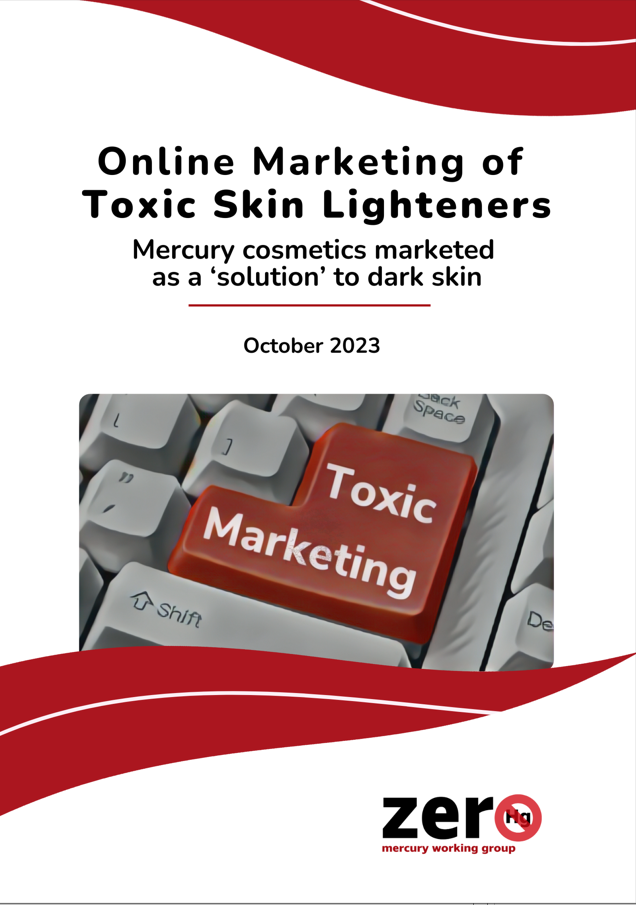 Online Marketing of
Toxic Skin Lighteners
Mercury cosmetics marketed
as a ‘solution’ to dark skin
October 2023
Back
Space
{
]
”
Toxic
Marketing
Shift
De
zer
Hg
mercury working group